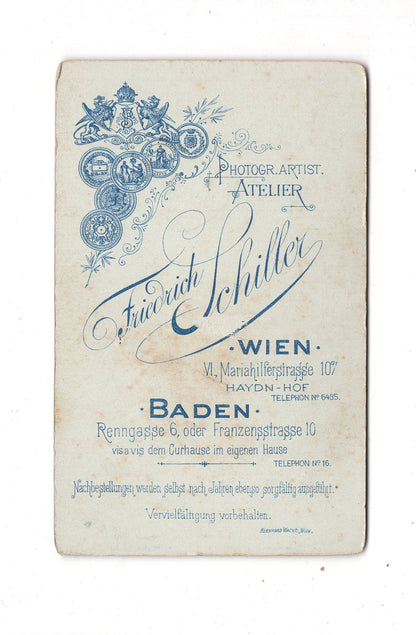 PHOTOGR. ARTIST.
ATELIER
Friedrich Schiller
· WIEN ·
VI. Mariahilferstrasse 107
HAYDN-HOF
TELEPHON No 6495.
· BADEN ·
Renngasse 6, oder Franzensstrasse 10
vis a vis dem Curhause im eigenen Hause
TELEPHON No 16.
Nachbestellungen werden selbst nach Jahren ebenso sorgfältig ausgeführt.
Vervielfältigung vorbehalten.